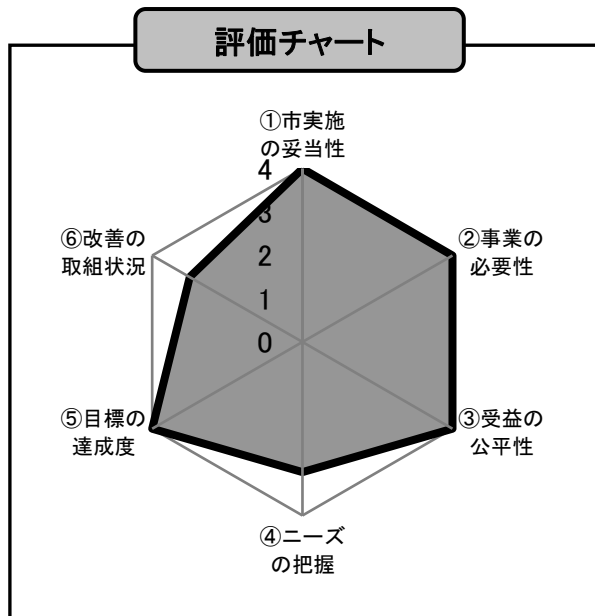 評価チャート
①市実施
の妥当性
4
3
2
1
0
②事業の
必要性
③受益の
公平性
④ニーズ
の把握
⑤目標の
達成度
⑥改善の
取組状況